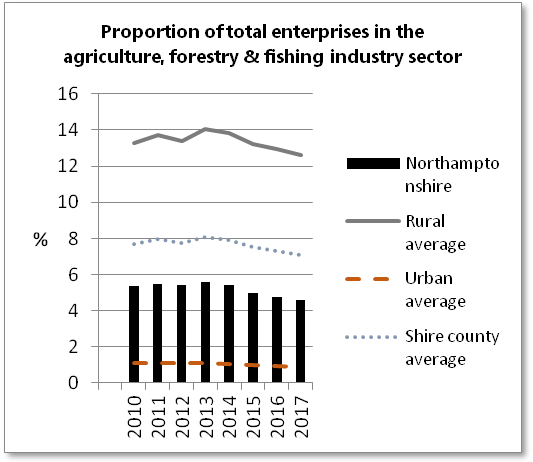 Proportion of total enterprises in the
agriculture, forestry & fishing industry sector
16
14
12
10
8
6
4
2
0
%
2010
2011
2012
2013
2014
2015
2016
2017
Northampto
nshire
Rural
average
Urban
average
Shire county
average